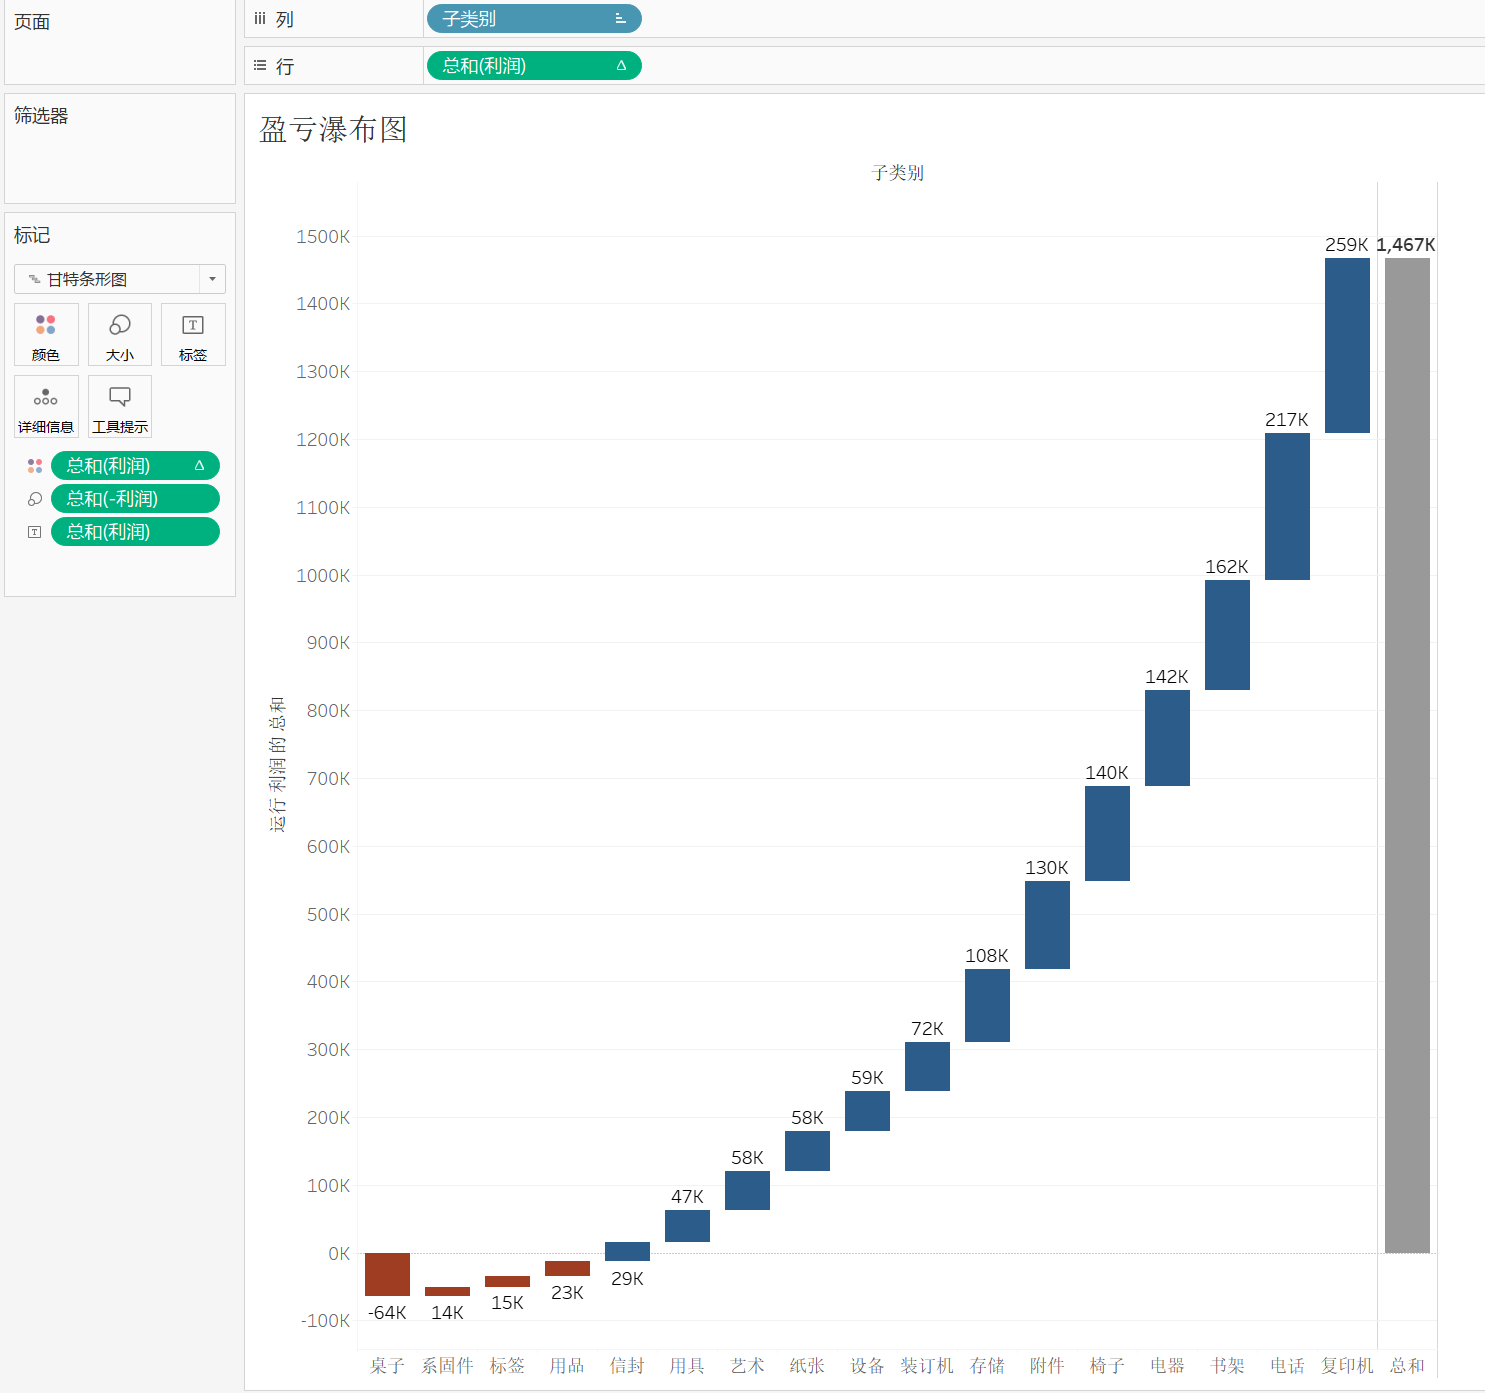 页面
列
子类别
行
总和(利润)
筛选器
标记
甘特条形图
颜色
大小
标签
详细信息
工具提示
总和(利润)
总和(-利润)
总和(利润)
盈亏瀑布图
子类别
运行 利润 的 总和
1500K
1400K
1300K
1200K
1100K
1000K
900K
800K
700K
600K
500K
400K
300K
200K
100K
0K
-100K
-64K
14K
15K
23K
29K
47K
58K
58K
59K
72K
108K
130K
140K
142K
162K
217K
259K
1,467K
桌子 系固件 标签 用品 信封 用具 艺术 纸张 设备 装订机 存储 附件 椅子 电器 书架 电话 复印机 总和